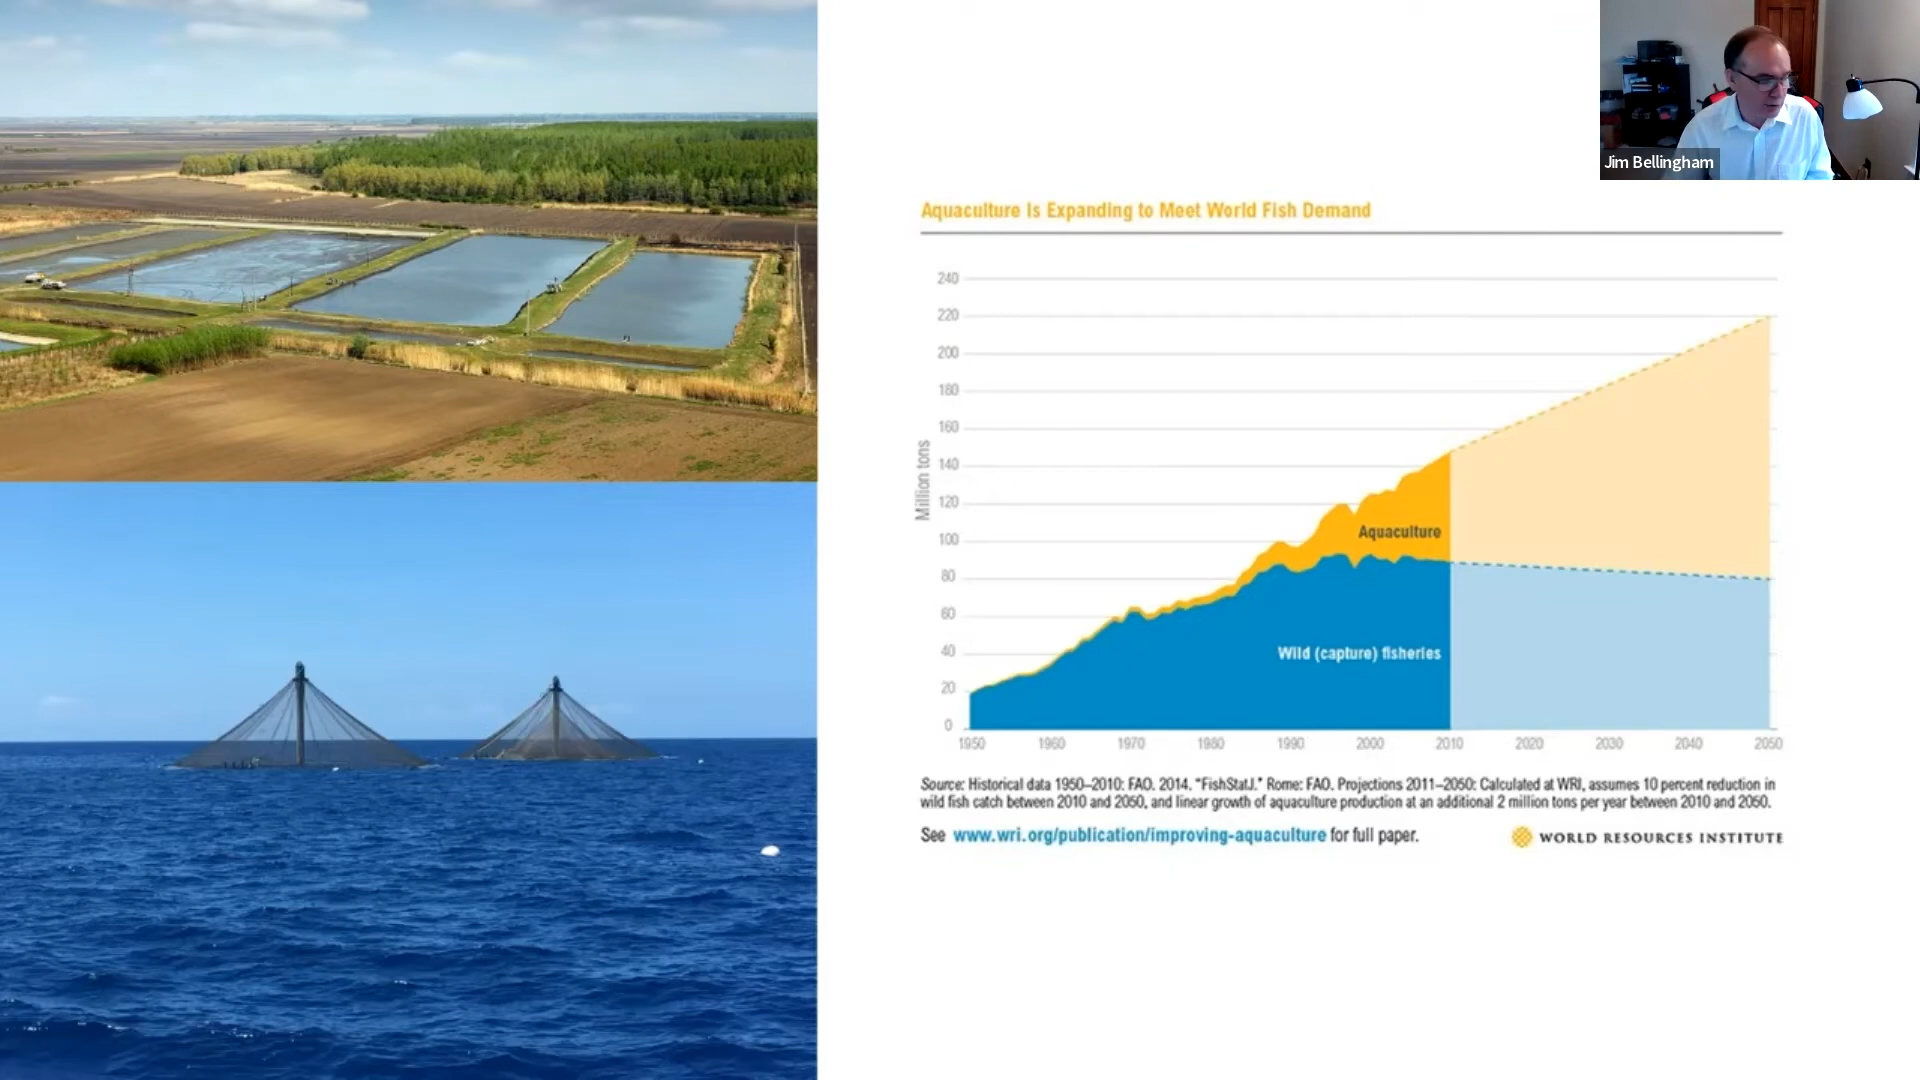 Jim Bellingham
Aquaculture Is Expanding to Meet World Fish Demand
240
220
200
180
160
140
120
100
80
60
40
20
0
Million tons
Aquaculture
Wild (capture) fisheries
1950 1960 1970 1980 1990 2000 2010 2020 2030 2040 2050
Source: Historical data 1950–2010: FAO. 2014. "FishStatJ." Rome: FAO. Projections 2011–2050: Calculated at WRI, assumes 10 percent reduction in
wild fish catch between 2010 and 2050, and linear growth of aquaculture production at an additional 2 million tons per year between 2010 and 2050.
See www.wri.org/publication/improving-aquaculture for full paper.
WORLD RESOURCES INSTITUTE